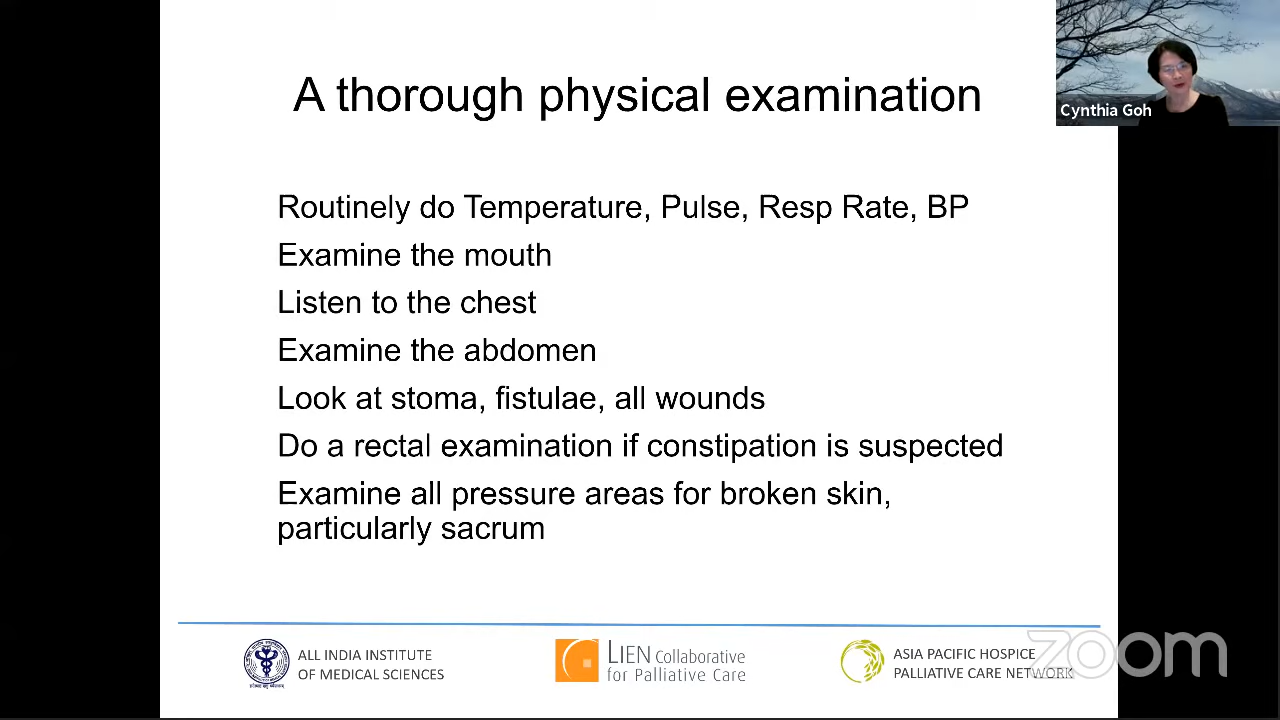 A thorough physical examination
Cynthia Goh
Routinely do Temperature, Pulse, Resp Rate, BP
Examine the mouth
Listen to the chest
Examine the abdomen
Look at stoma, fistulae, all wounds
Do a rectal examination if constipation is suspected
Examine all pressure areas for broken skin,
particularly sacrum
ALL INDIA INSTITUTE
OF MEDICAL SCIENCES
LIEN Collaborative
for Palliative Care
ASIA PACIFIC HOSPICE
PALLIATIVE CARE NETWORK
zoom